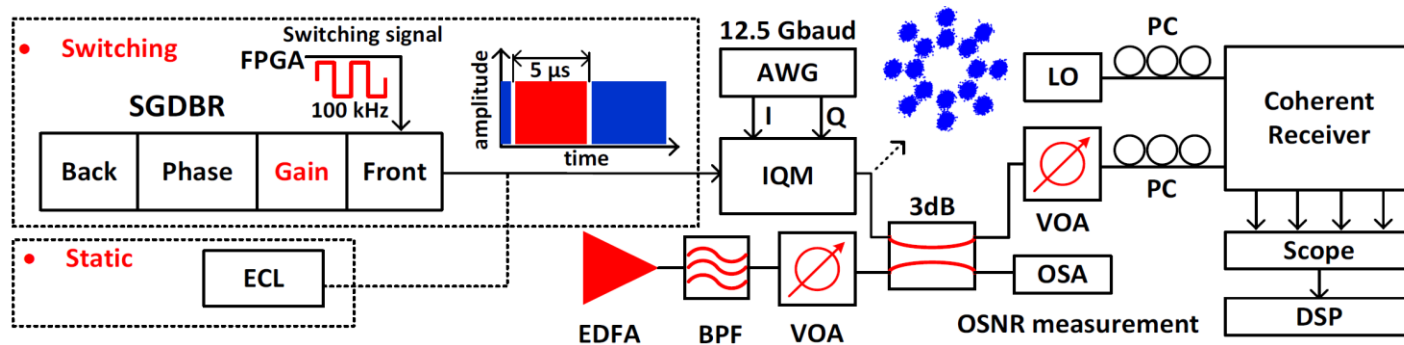 • Switching
Switching signal
FPGA
100 kHz
SGDBR
Back
Phase
Gain
Front
amplitude
5 μs
time
12.5 Gbaud
AWG
I
Q
IQM
• Static
ECL
EDFA
BPF
VOA
3dB
OSA
OSNR measurement
LO
PC
VOA
PC
Coherent
Receiver
Scope
DSP